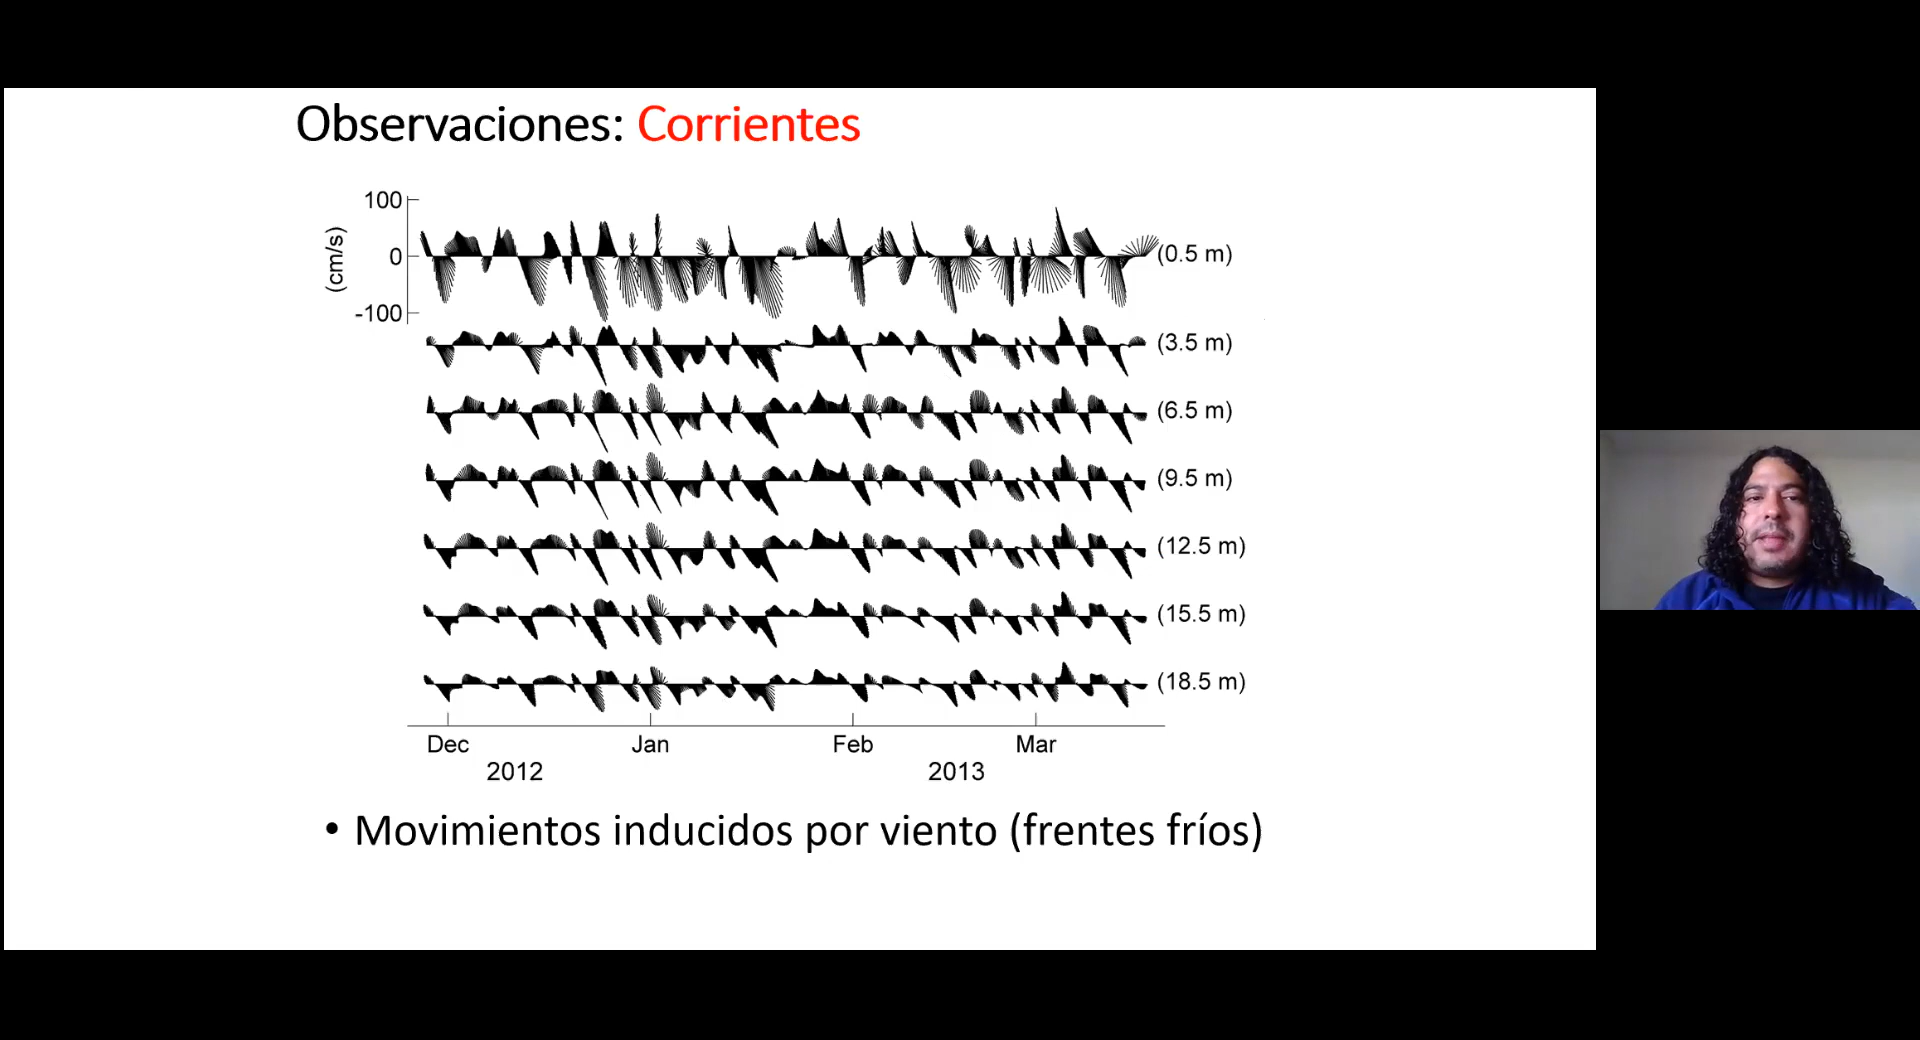 Observaciones: Corrientes
100
0
-100
(cm/s)
(0.5 m)
(3.5 m)
(6.5 m)
(9.5 m)
(12.5 m)
(15.5 m)
(18.5 m)
Dec Jan Feb Mar
2012 2013
• Movimientos inducidos por viento (frentes fríos)